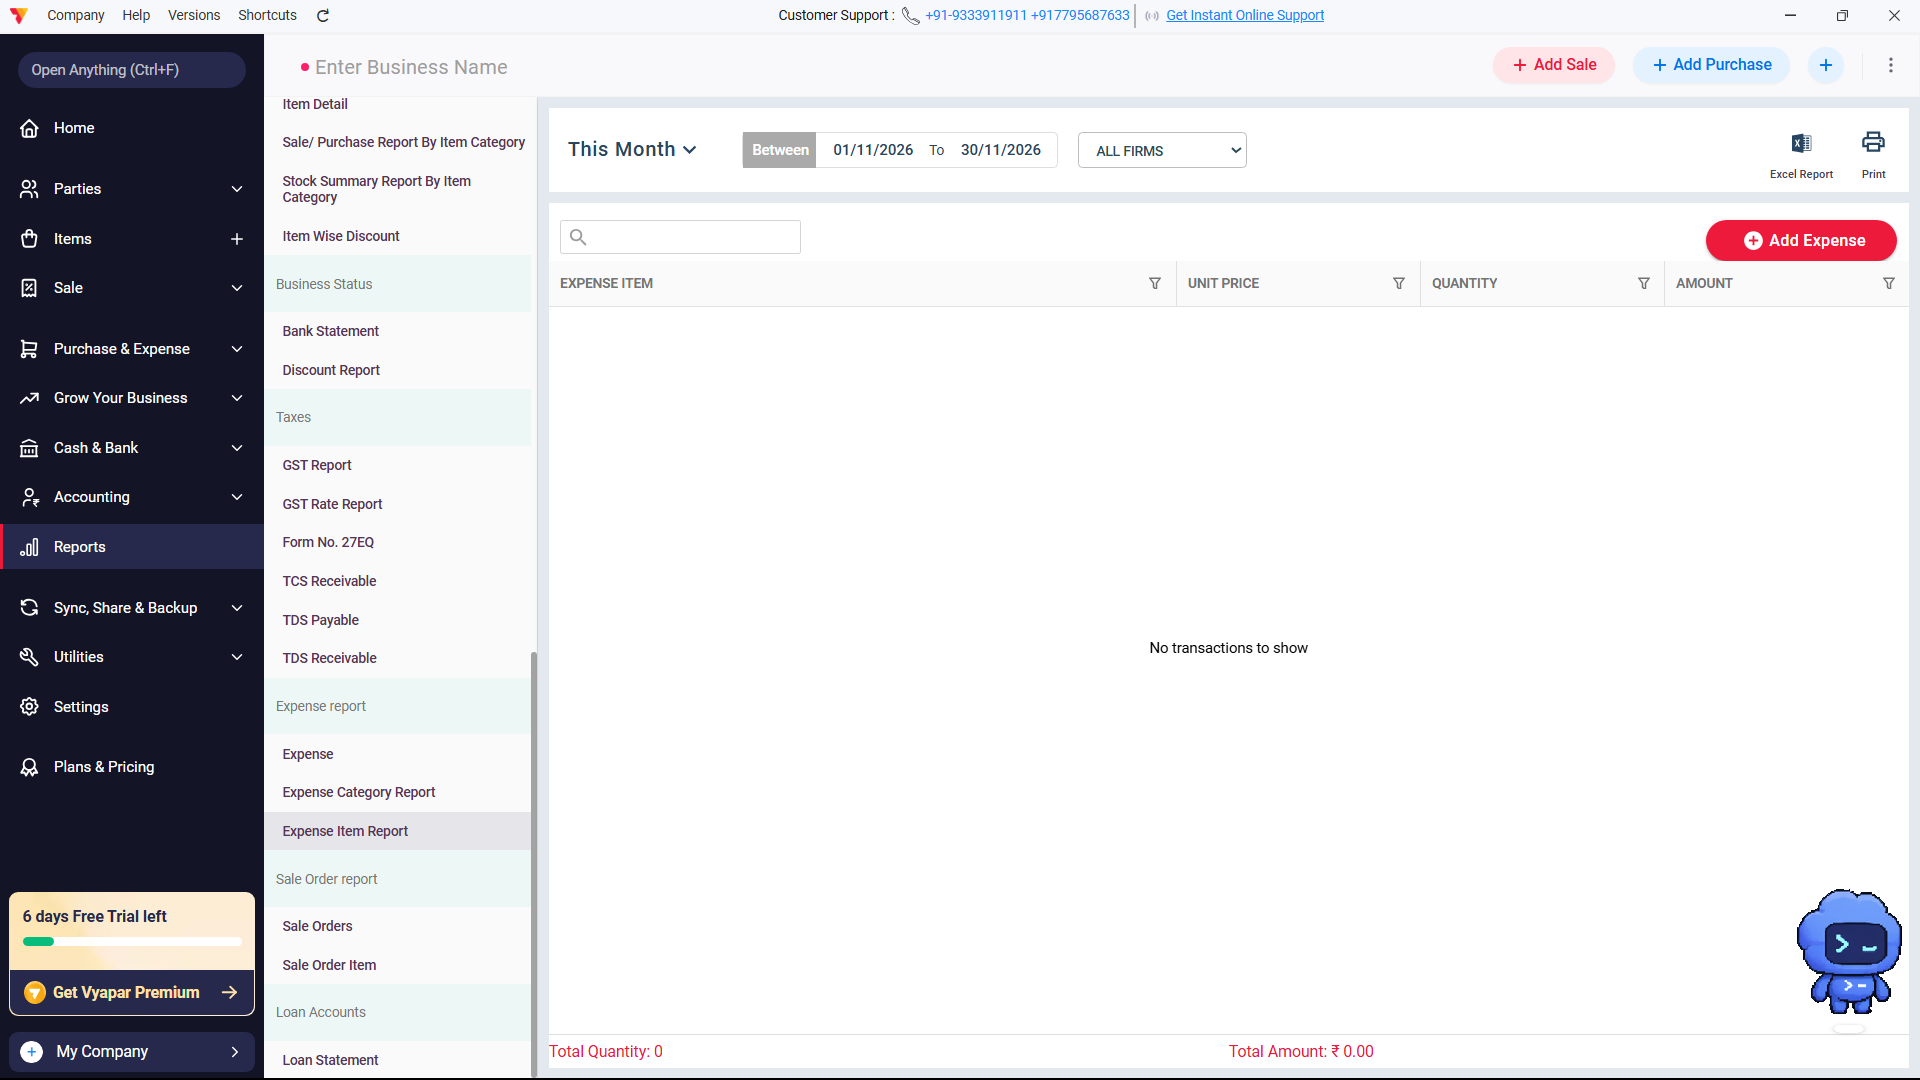 Company Help Versions Shortcuts
Customer Support : +91-9333911911 +917795687633 Get Instant Online Support
Open Anything (Ctrl+F)
Enter Business Name
+ Add Sale
+ Add Purchase
Home
Parties
Items
Sale
Purchase & Expense
Grow Your Business
Cash & Bank
Accounting
Reports
Sync, Share & Backup
Utilities
Settings
Plans & Pricing
6 days Free Trial left
Get Vyapar Premium
My Company
Item Detail
Sale/ Purchase Report By Item Category
Stock Summary Report By Item
Category
Item Wise Discount
Business Status
Bank Statement
Discount Report
Taxes
GST Report
GST Rate Report
Form No. 27EQ
TCS Receivable
TDS Payable
TDS Receivable
Expense report
Expense
Expense Category Report
Expense Item Report
Sale Order report
Sale Orders
Sale Order Item
Loan Accounts
Loan Statement
This Month
Between 01/11/2026 To 30/11/2026
ALL FIRMS
Excel Report
Print
Add Expense
EXPENSE ITEM UNIT PRICE QUANTITY AMOUNT
No transactions to show
Total Quantity: 0
Total Amount: ₹ 0.00